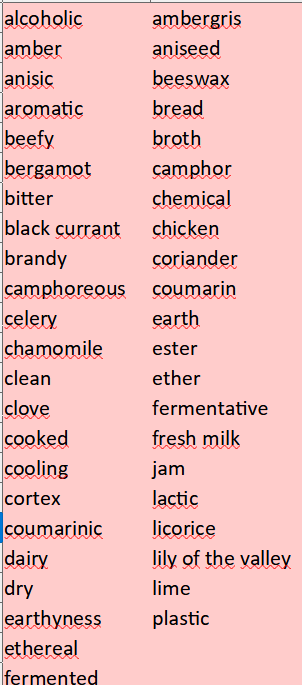 alcoholic ambergris
amber aniseed
anisic beeswax
aromatic bread
beefy broth
bergamot camphor
bitter chemical
black currant chicken
brandy coriander
camphoreous coumarin
celery earth
chamomile ester
clean ether
clove fermentative
cooked fresh milk
cooling jam
cortex lactic
coumarinic licorice
dairy lily of the valley
dry lime
earthyness plastic
ethereal
fermented